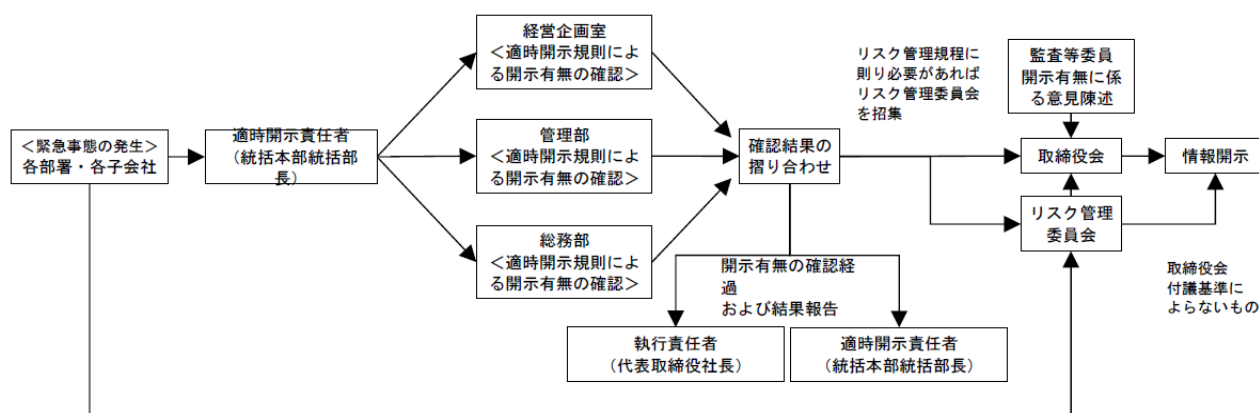 ＜緊急事態の発生＞
各部署・各子会社
適時開示責任者
（統括本部統括部
長）
経営企画室
＜適時開示規則によ
る開示有無の確認＞
管理部
＜適時開示規則によ
る開示有無の確認＞
総務部
＜適時開示規則によ
る開示有無の確認＞
確認結果の
摺り合わせ
開示有無の確認経
過
および結果報告
執行責任者
（代表取締役社長）
適時開示責任者
（統括本部統括部長）
リスク管理規程に
則り必要があれば
リスク管理委員会
を招集
監査等委員
開示有無に係
る意見陳述
取締役会
情報開示
リスク管理
委員会
取締役会
付議基準に
よらないもの